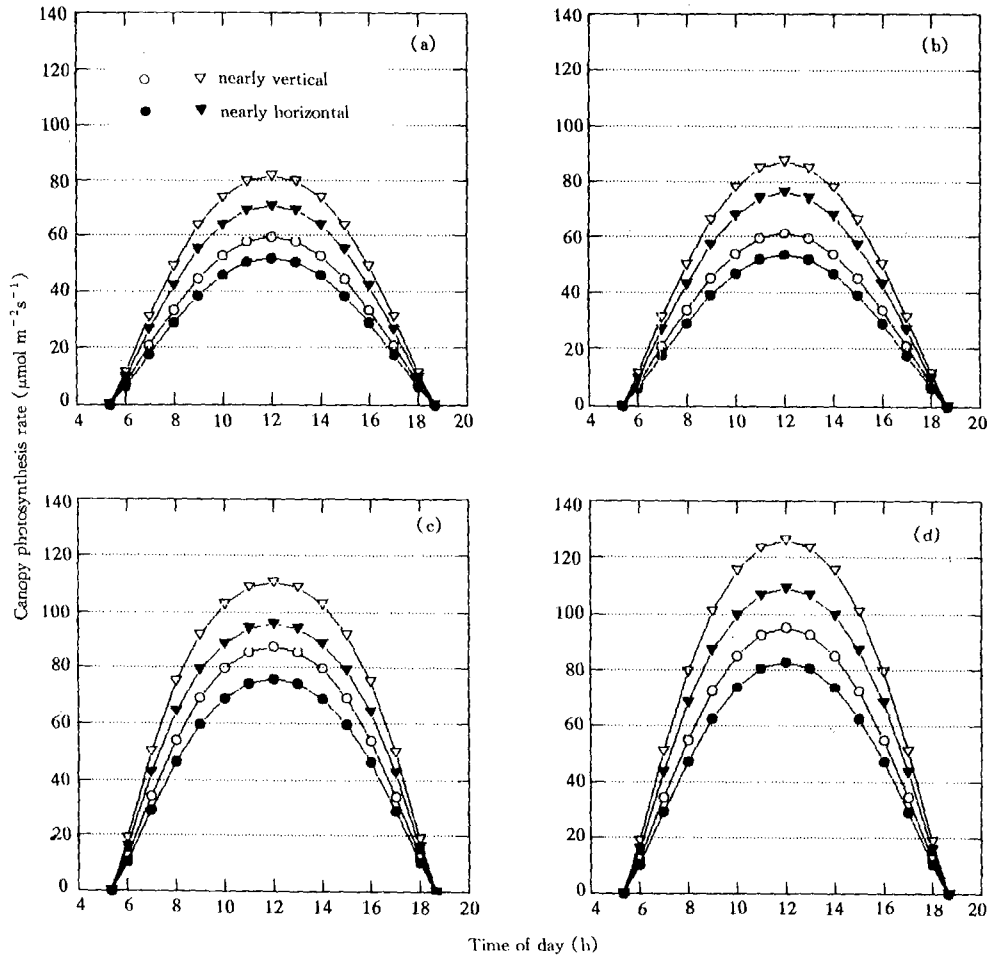 140
120
100
80
60
40
20
0
4 6 8 10 12 14 16 18 20
(a)
nearly vertical
nearly horizontal
140
120
100
80
60
40
20
0
4 6 8 10 12 14 16 18 20
(b)
Canopy photosynthesis rate (μmol m⁻²s⁻¹)
140
120
100
80
60
40
20
0
4 6 8 10 12 14 16 18 20
(c)
140
120
100
80
60
40
20
0
4 6 8 10 12 14 16 18 20
(d)
Time of day (h)